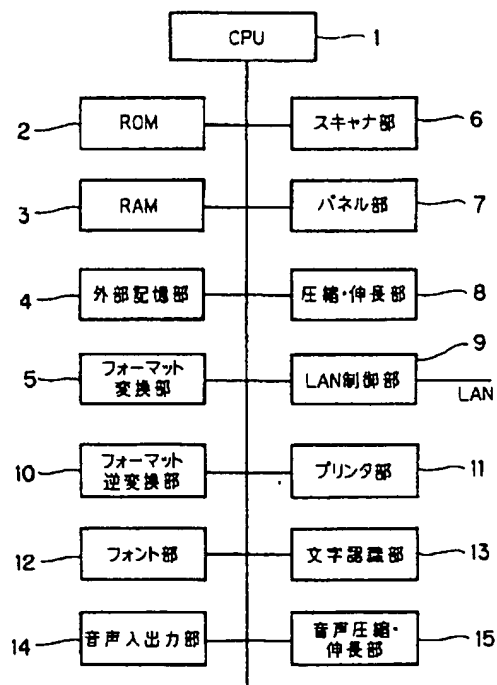 CPU 1
2 ROM スキャナ部 6
3 RAM パネル部 7
4 外部記憶部 圧縮・伸長部 8
5 フォーマット
変換部 LAN制御部 9
LAN
10 フォーマット
逆変換部 プリンタ部 11
12 フォント部 文字認識部 13
14 音声入出力部 音声圧縮・
伸長部 15